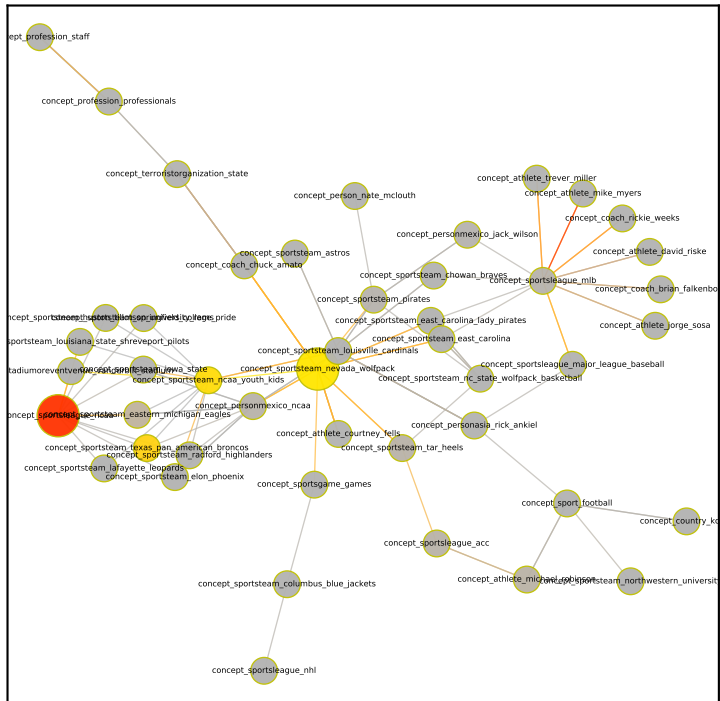 ept_profession_staff
concept_profession_professionals
concept_terroristorganization_state
concept_athlete_trever_miller
concept_athlete_mike_myers
concept_person_nate_mclouth
concept_coach_rickie_weeks
concept_personmexico_jack_wilson
concept_sportsteam_astros
concept_athlete_david_riske
concept_coach_chuck_amato
concept_sportsteam_chowan_braves
concept_sportsleague_mlb
concept_coach_brian_falkenbo
concept_sportsteam_pirates
concept_sportsteam_east_carolina_lady_pirates
concept_athlete_jorge_sosa
concept_sportsteam_east_carolina
sportsteam_louisiana_state_shreveport_pilots
concept_sportsteam_louisville_cardinals
concept_sportsteam_iowa_state
concept_sportsteam_nevada_wolfpack
concept_sportsleague_major_league_baseball
concept_sportsteam_ncaa_youth_kids
concept_sportsteam_nc_state_wolfpack_basketball
concept_personmexico_ncaa
concept_sportsteam_eastern_michigan_eagles
concept_personasia_rick_ankiel
concept_athlete_courtney_fells
concept_sportsteam_texas_pan_american_broncos
concept_sportsteam_tar_heels
concept_sportsteam_radford_highlanders
concept_sportsteam_lafayette_leopards
concept_sportsteam_elon_phoenix
concept_sportsgame_games
concept_sport_football
concept_country_ko
concept_sportsleague_acc
concept_athlete_michael_robinson
concept_sportsteam_northwestern_university
concept_sportsteam_columbus_blue_jackets
concept_sportsleague_nhl